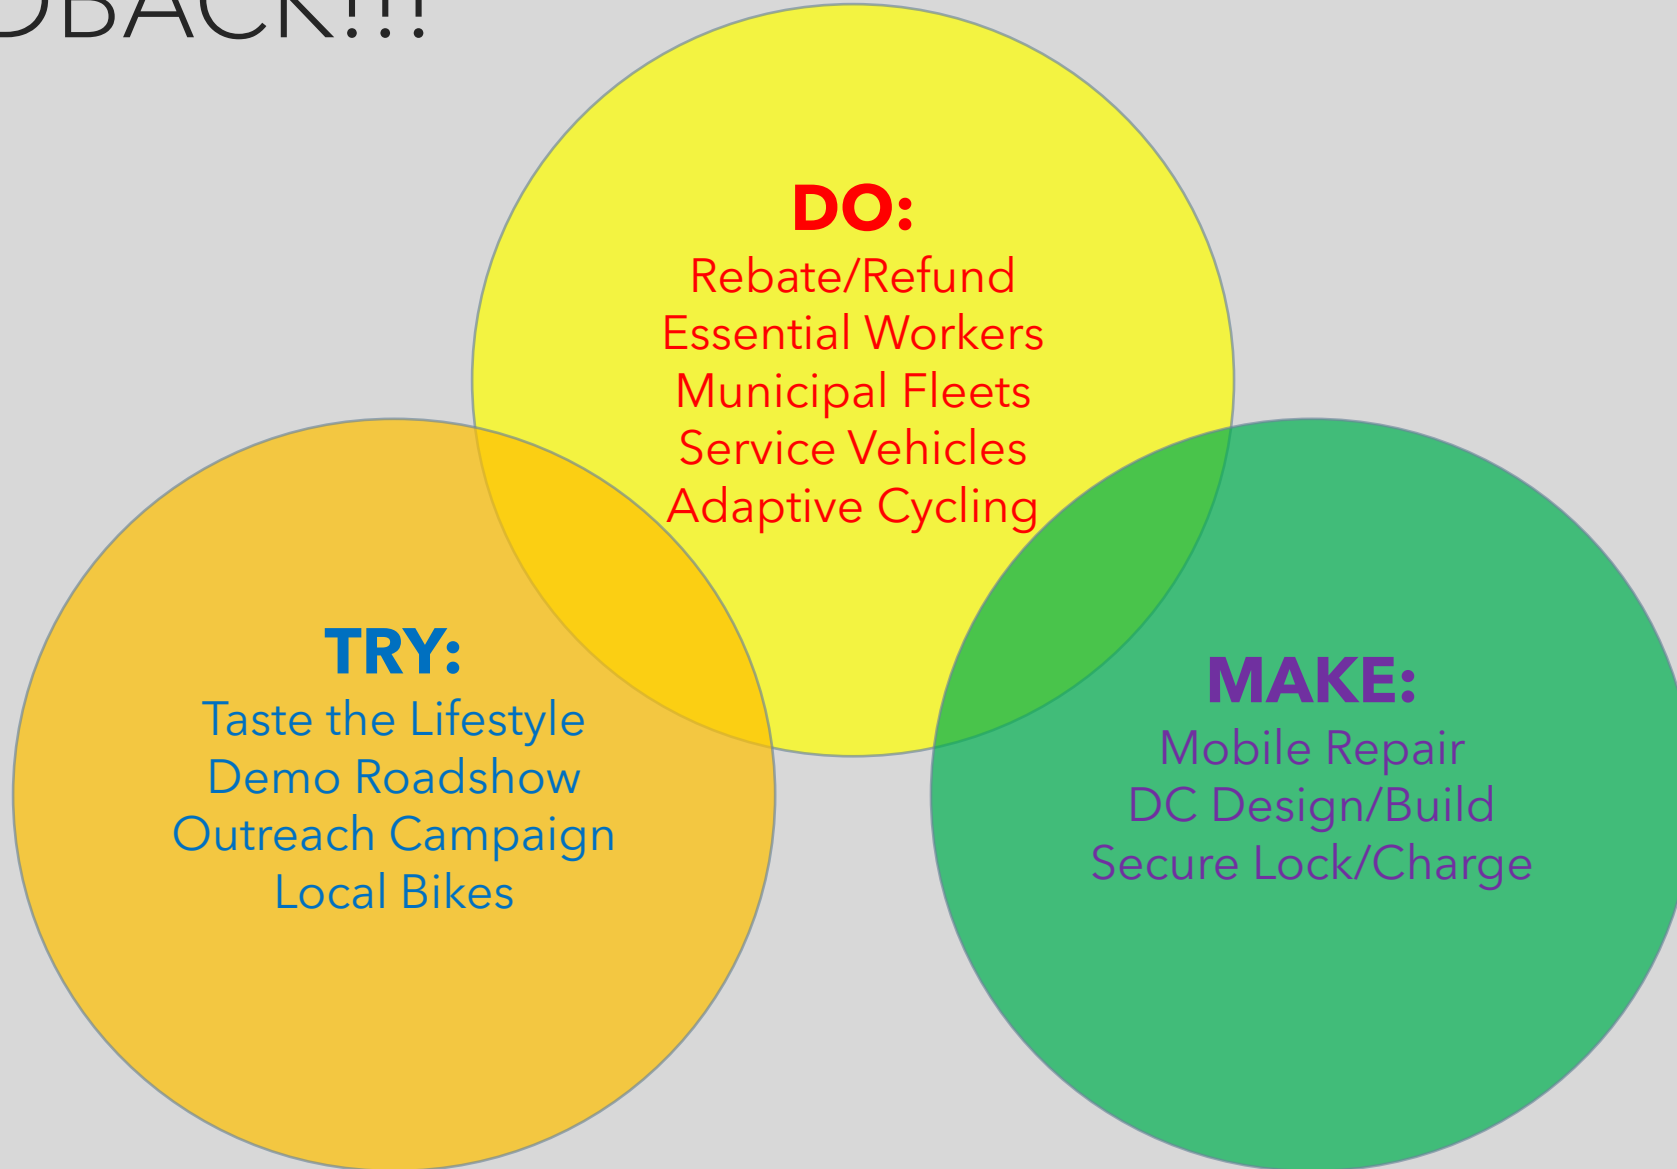 DBACK!!!
DO:
Rebate/Refund
Essential Workers
Municipal Fleets
Service Vehicles
Adaptive Cycling
TRY:
Taste the Lifestyle
Demo Roadshow
Outreach Campaign
Local Bikes
MAKE:
Mobile Repair
DC Design/Build
Secure Lock/Charge